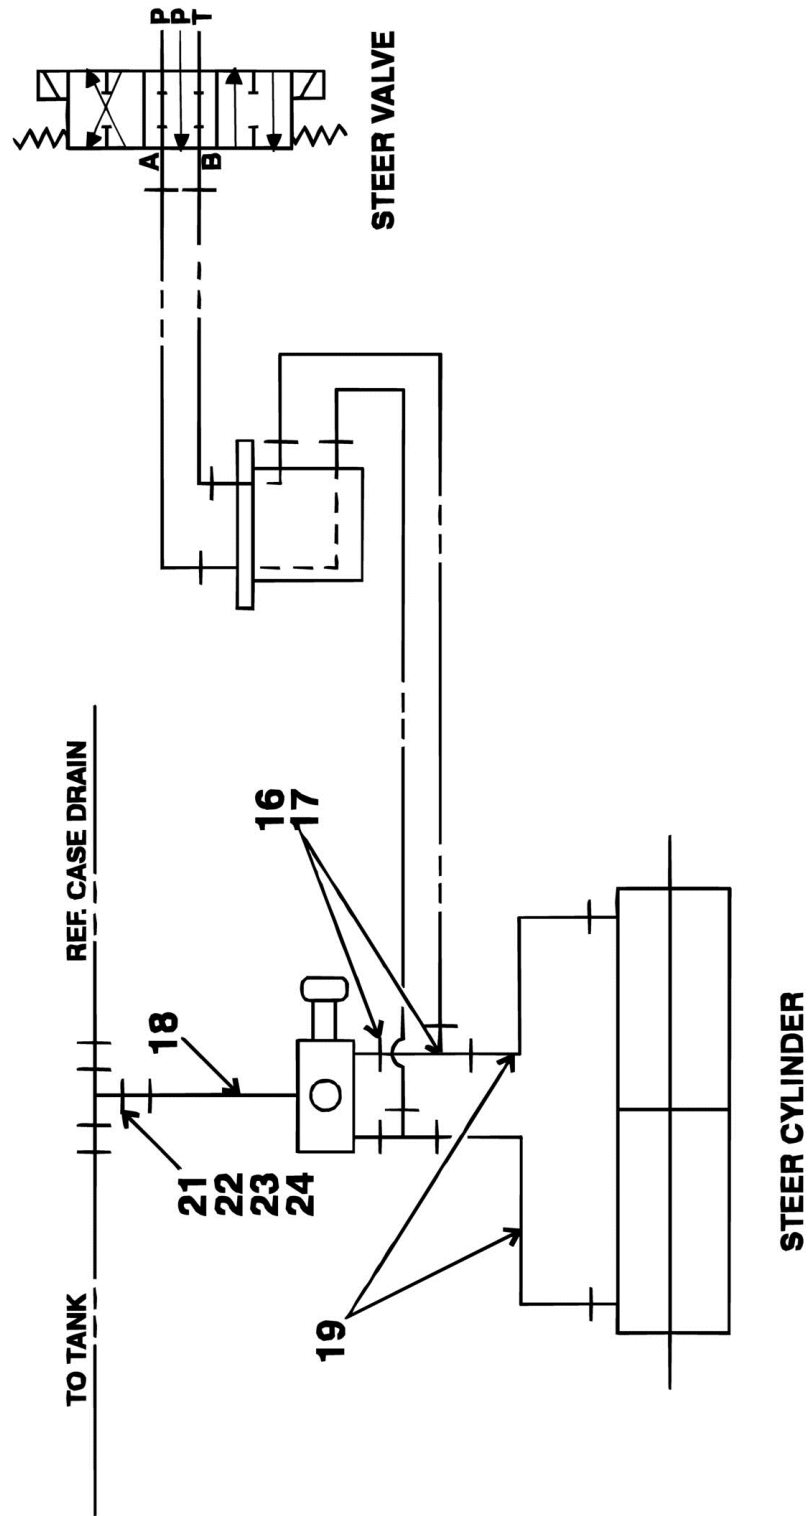 TO TANK
REF. CASE DRAIN
18
A
B
P
P
T
21
22
23
24
16
17
19
STEER VALVE
STEER CYLINDER